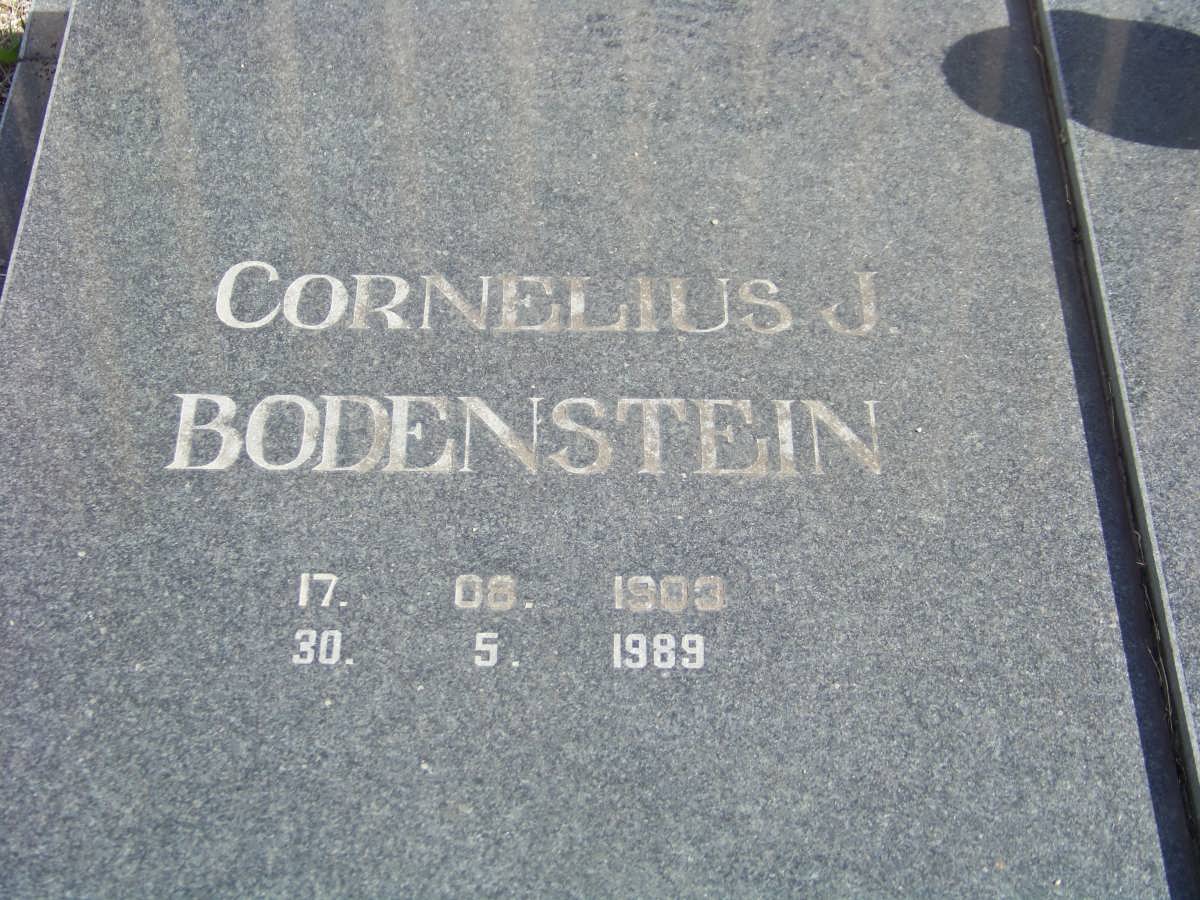 CORNELIUS J.
BODENSTEIN
17. 08. 1903
30. 5. 1989